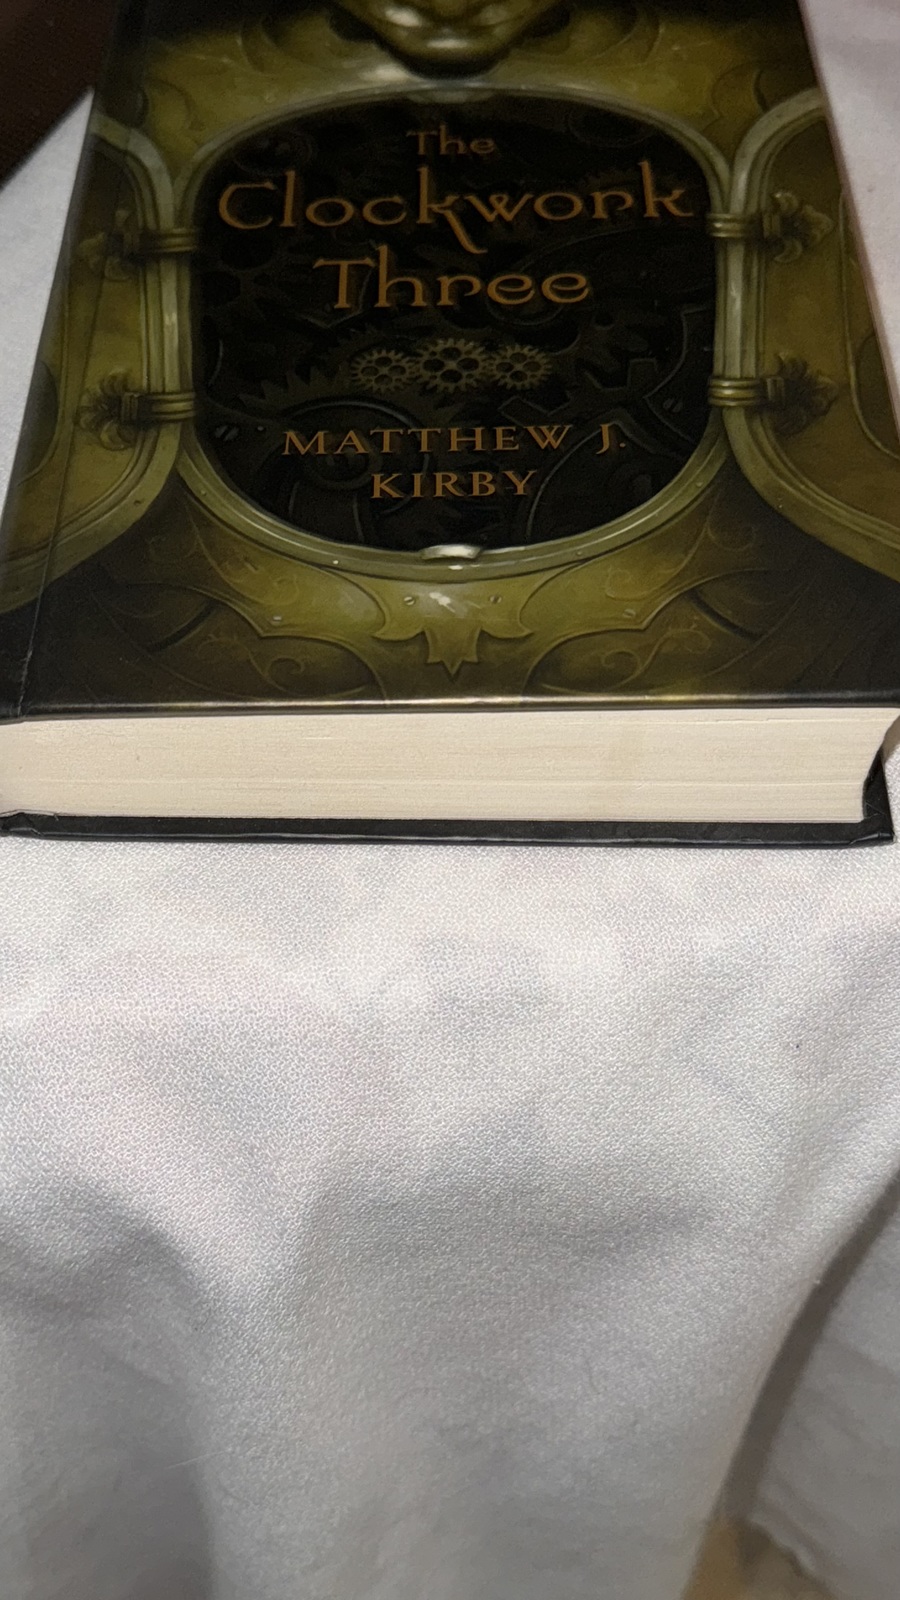 The
Clockwork
Three
MATTHEW J.
KIRBY